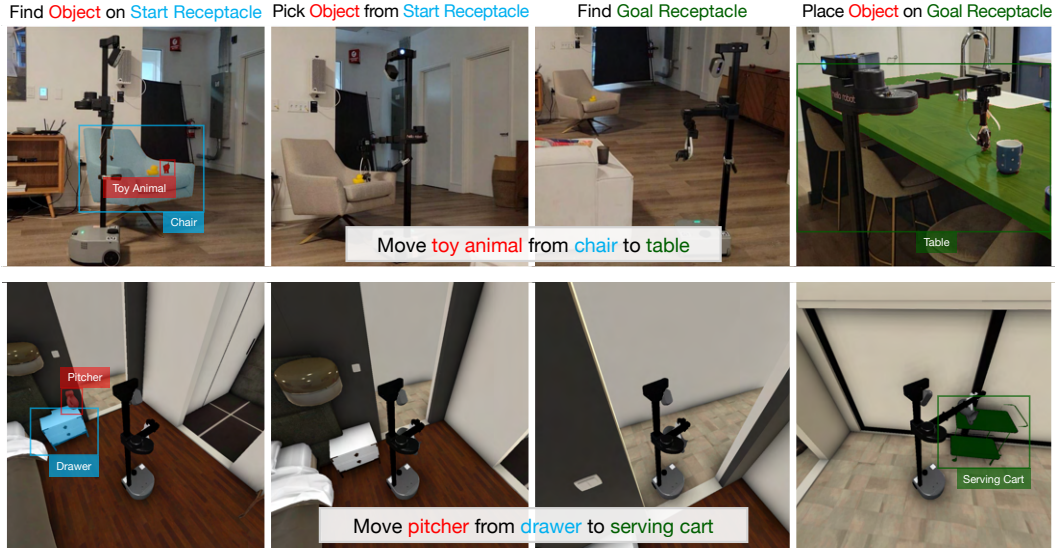 Find Object on Start Receptacle
Pick Object from Start Receptacle
Find Goal Receptacle
Place Object on Goal Receptacle
Toy Animal
Chair
hello robot
Table
Move toy animal from chair to table
Pitcher
Drawer
Serving Cart
Move pitcher from drawer to serving cart